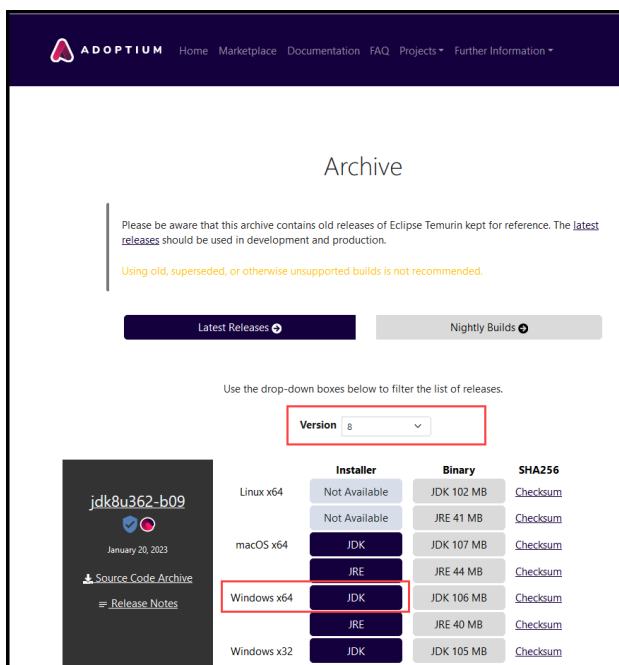 ADOPTIUM Home Marketplace Documentation FAQ Projects Further Information
Archive
Please be aware that this archive contains old releases of Eclipse Temurin kept for reference. The latest
releases should be used in development and production.
Using old, superseded, or otherwise unsupported builds is not recommended.
Latest Releases Nightly Builds
Use the drop-down boxes below to filter the list of releases.
Version 8
Installer Binary SHA256
jdk8u362-b09
January 20, 2023
Source Code Archive
Release Notes
Linux x64 Not Available JDK 102 MB Checksum
Not Available JRE 41 MB Checksum
macOS x64 JDK JDK 107 MB Checksum
JRE JRE 44 MB Checksum
Windows x64 JDK JDK 106 MB Checksum
JRE JRE 40 MB Checksum
Windows x32 JDK JDK 105 MB Checksum